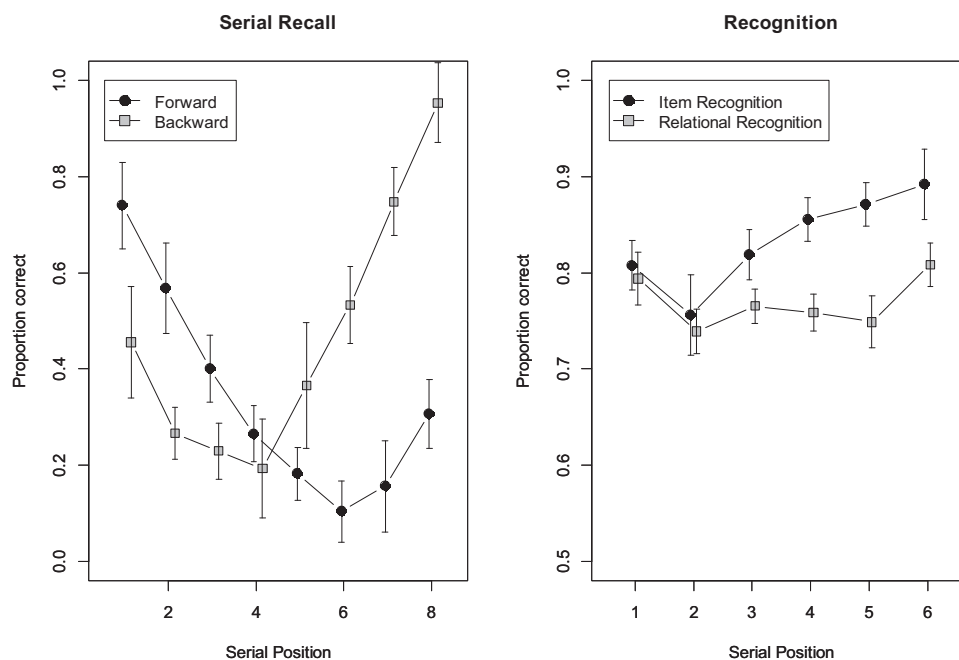 Serial Recall
Forward
Backward
Proportion correct
1.0
0.8
0.6
0.4
0.2
0.0
2
4
6
8
Serial Position
Recognition
Item Recognition
Relational Recognition
Proportion correct
1.0
0.9
0.8
0.7
0.6
0.5
1
2
3
4
5
6
Serial Position